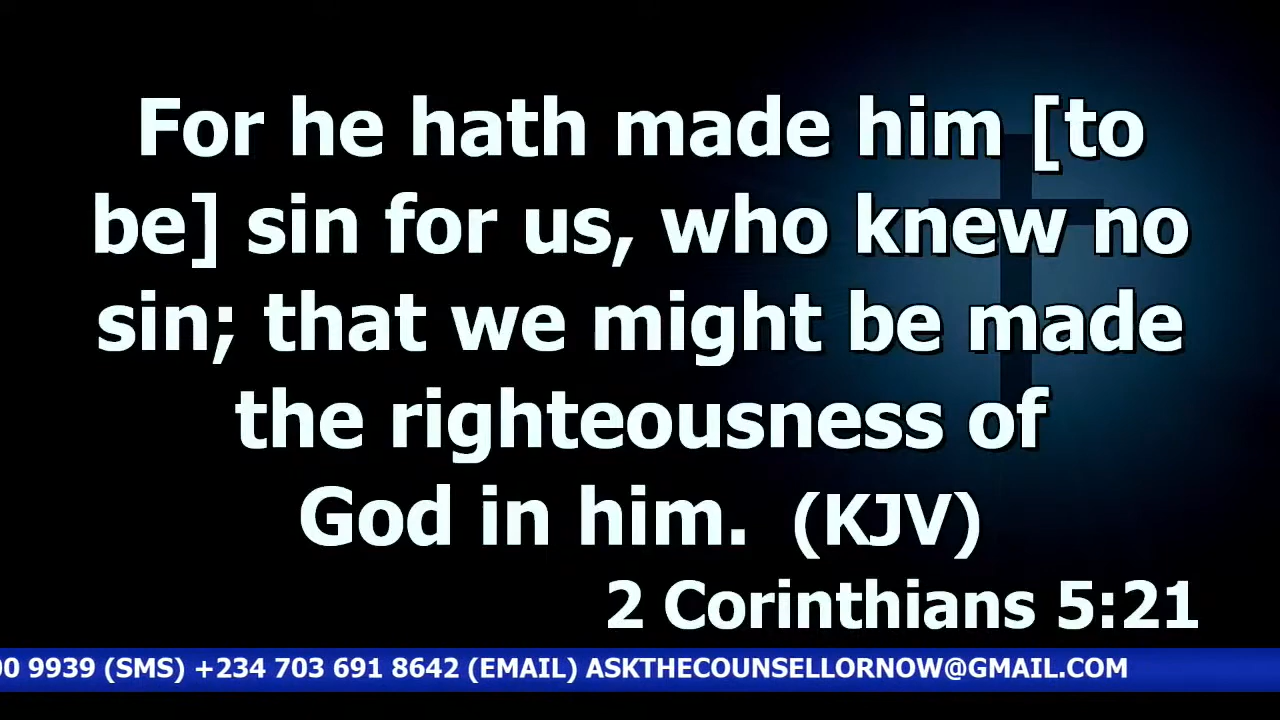 For he hath made him [to
be] sin for us, who knew no
sin; that we might be made
the righteousness of
God in him. (KJV)
2 Corinthians 5:21
9939 (SMS) +234 703 691 8642 (EMAIL) ASKTHECOUNSELLORNOW@GMAIL.COM